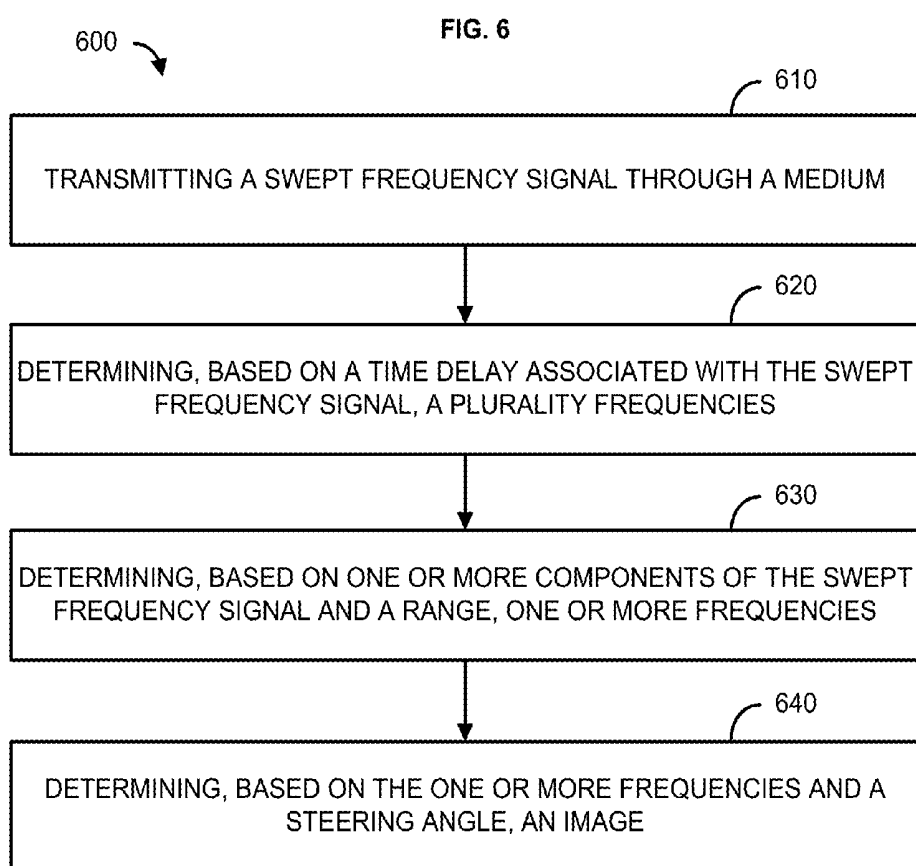 FIG. 6
600
610
TRANSMITTING A SWEPT FREQUENCY SIGNAL THROUGH A MEDIUM
620
DETERMINING, BASED ON A TIME DELAY ASSOCIATED WITH THE SWEPT
FREQUENCY SIGNAL, A PLURALITY FREQUENCIES
630
DETERMINING, BASED ON ONE OR MORE COMPONENTS OF THE SWEPT
FREQUENCY SIGNAL AND A RANGE, ONE OR MORE FREQUENCIES
640
DETERMINING, BASED ON THE ONE OR MORE FREQUENCIES AND A
STEERING ANGLE, AN IMAGE